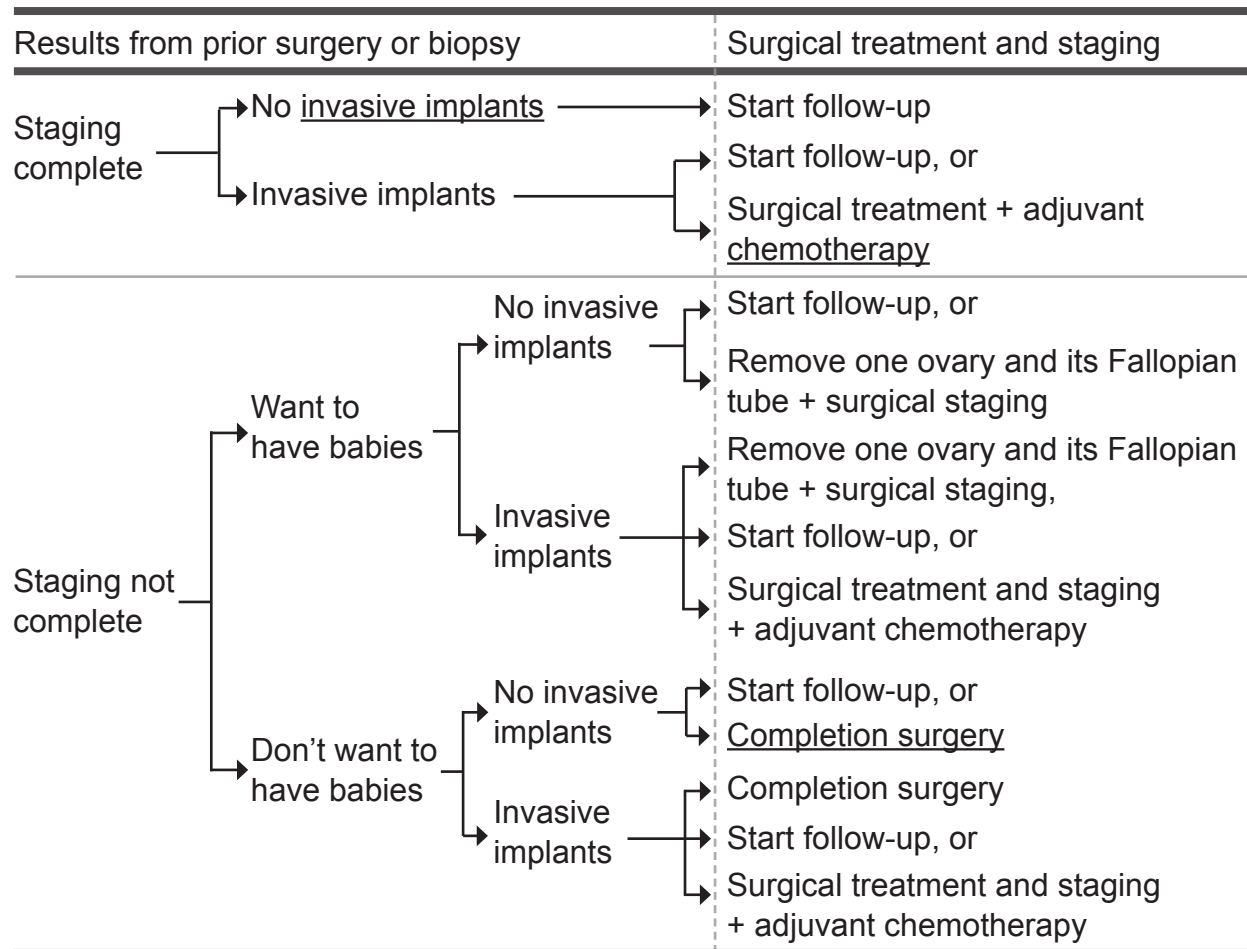 Results from prior surgery or biopsy
Surgical treatment and staging
Staging
complete
No invasive implants
Start follow-up
Invasive implants
Start follow-up, or
Surgical treatment + adjuvant
chemotherapy
Staging not
complete
Want to
have babies
No invasive
implants
Start follow-up, or
Remove one ovary and its Fallopian
tube + surgical staging
Invasive
implants
Remove one ovary and its Fallopian
tube + surgical staging,
Start follow-up, or
Surgical treatment and staging
+ adjuvant chemotherapy
Don’t want to
have babies
No invasive
implants
Start follow-up, or
Completion surgery
Invasive
implants
Completion surgery
Start follow-up, or
Surgical treatment and staging
+ adjuvant chemotherapy